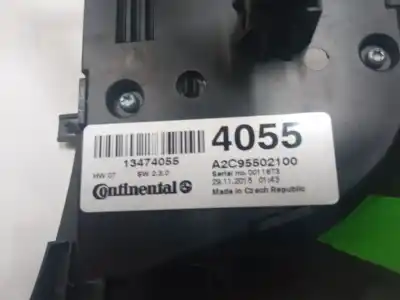 4055
13474055
A2C95502100
HW 07 SW 2.3.0
Serial no. 0011673
29.11.2015 01:43
Continental
Made in Czech Republic